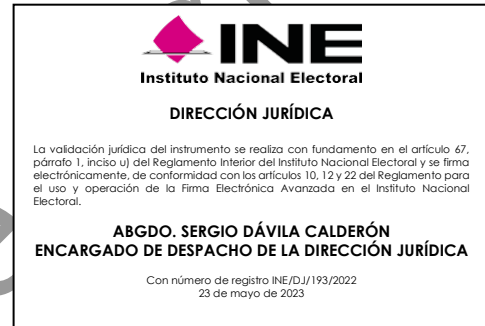 INE
Instituto Nacional Electoral
DIRECCIÓN JURÍDICA
La validación jurídica del instrumento se realiza con fundamento en el artículo 67,
párrafo 1, inciso u) del Reglamento Interior del Instituto Nacional Electoral y se firma
electrónicamente, de conformidad con los artículos 10, 12 y 22 del Reglamento para
el uso y operación de la Firma Electrónica Avanzada en el Instituto Nacional
Electoral.
ABGDO. SERGIO DÁVILA CALDERÓN
ENCARGADO DE DESPACHO DE LA DIRECCIÓN JURÍDICA
Con número de registro INE/DJ/193/2022
23 de mayo de 2023